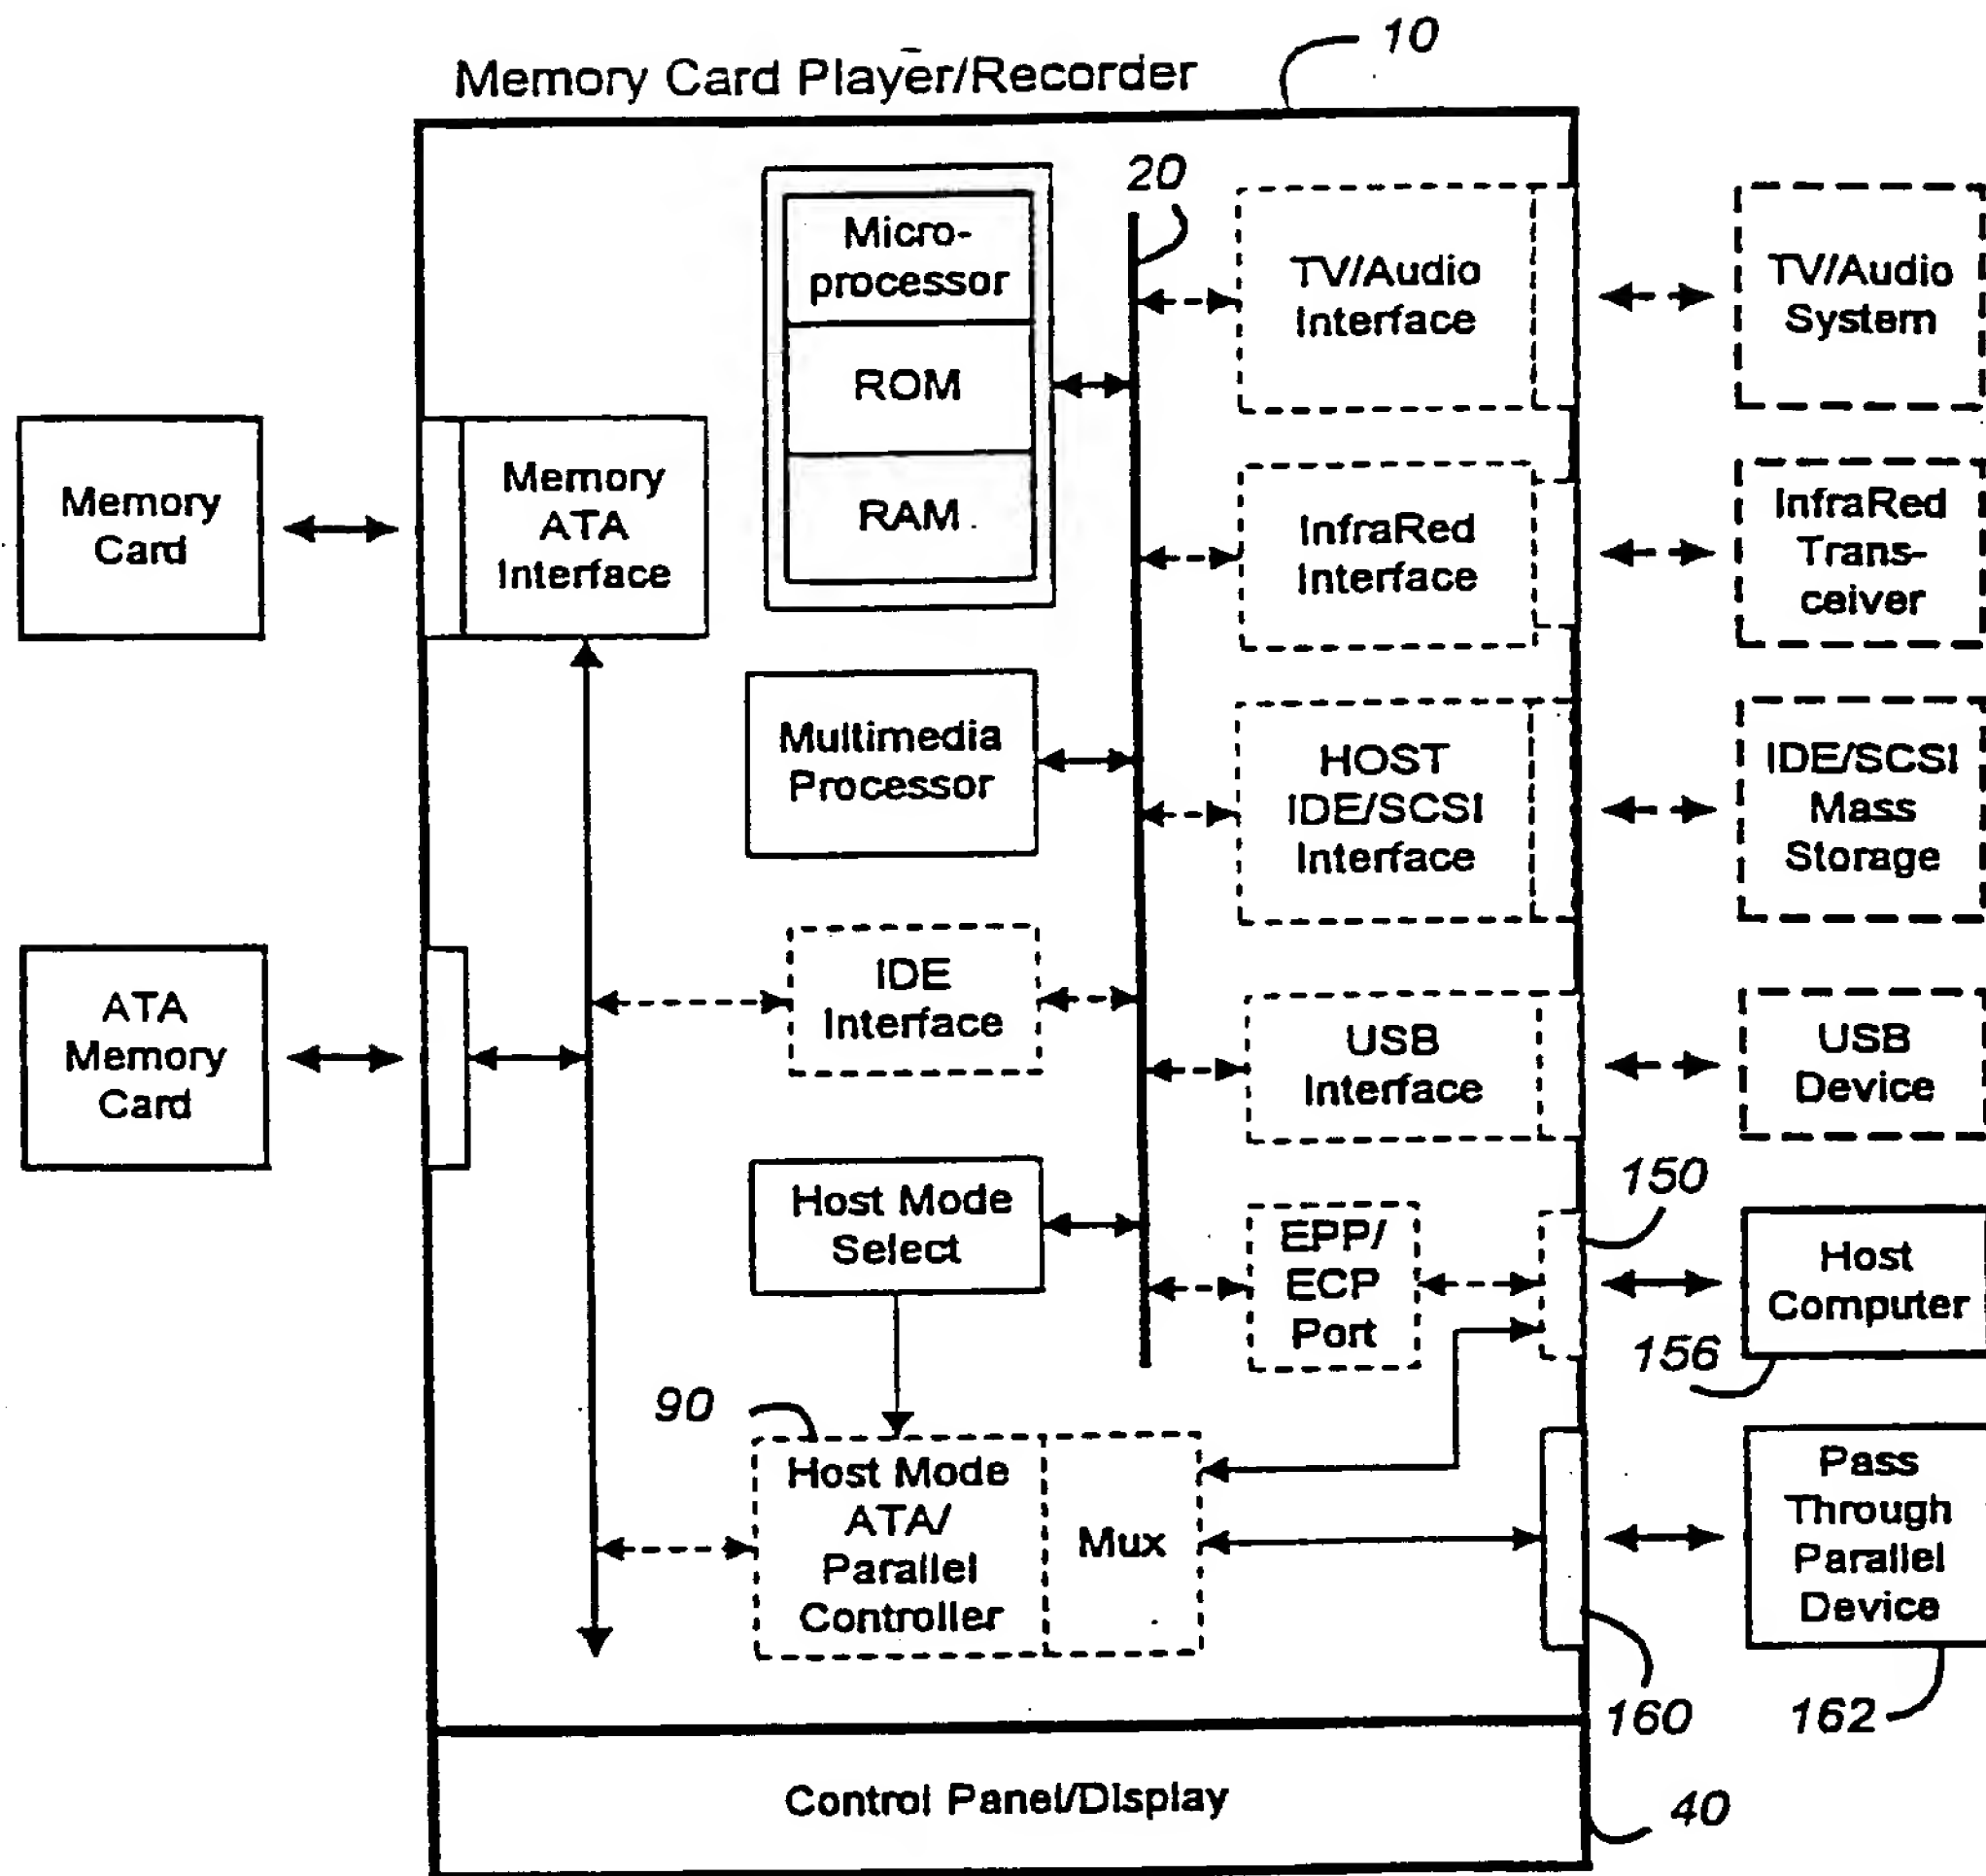 10
Memory Card Player/Recorder
20
Micro-
processor
ROM
RAM
TV/Audio
Interface
TV/Audio
System
Memory
Card
Memory
ATA
Interface
InfraRed
Interface
InfraRed
Trans-
ceiver
Multimedia
Processor
HOST
IDE/SCSI
Interface
IDE/SCSI
Mass
Storage
ATA
Memory
Card
IDE
Interface
USB
Interface
USB
Device
150
Host Mode
Select
EPP/
ECP
Port
Host
Computer
156
90
Host Mode
ATA/
Parallel
Controller
Mux
Pass
Through
Parallel
Device
160
162
Control Panel/Display
40